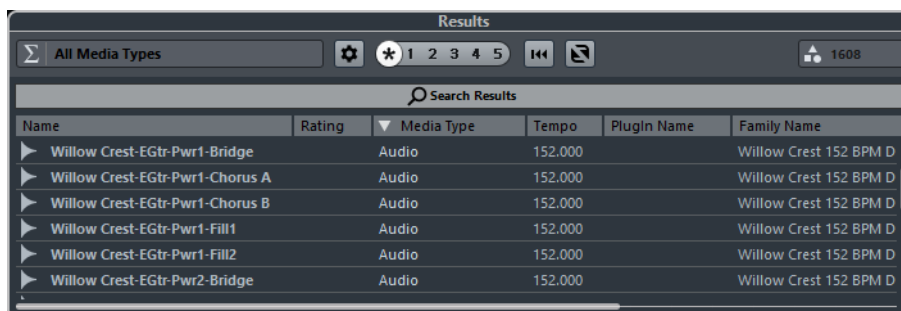 Results
All Media Types 1 2 3 4 5 1608
Search Results
Name Rating Media Type Tempo PlugIn Name Family Name
Willow Crest-EGtr-Pwr1-Bridge Audio 152.000 Willow Crest 152 BPM D
Willow Crest-EGtr-Pwr1-Chorus A Audio 152.000 Willow Crest 152 BPM D
Willow Crest-EGtr-Pwr1-Chorus B Audio 152.000 Willow Crest 152 BPM D
Willow Crest-EGtr-Pwr1-Fill1 Audio 152.000 Willow Crest 152 BPM D
Willow Crest-EGtr-Pwr1-Fill2 Audio 152.000 Willow Crest 152 BPM D
Willow Crest-EGtr-Pwr2-Bridge Audio 152.000 Willow Crest 152 BPM D